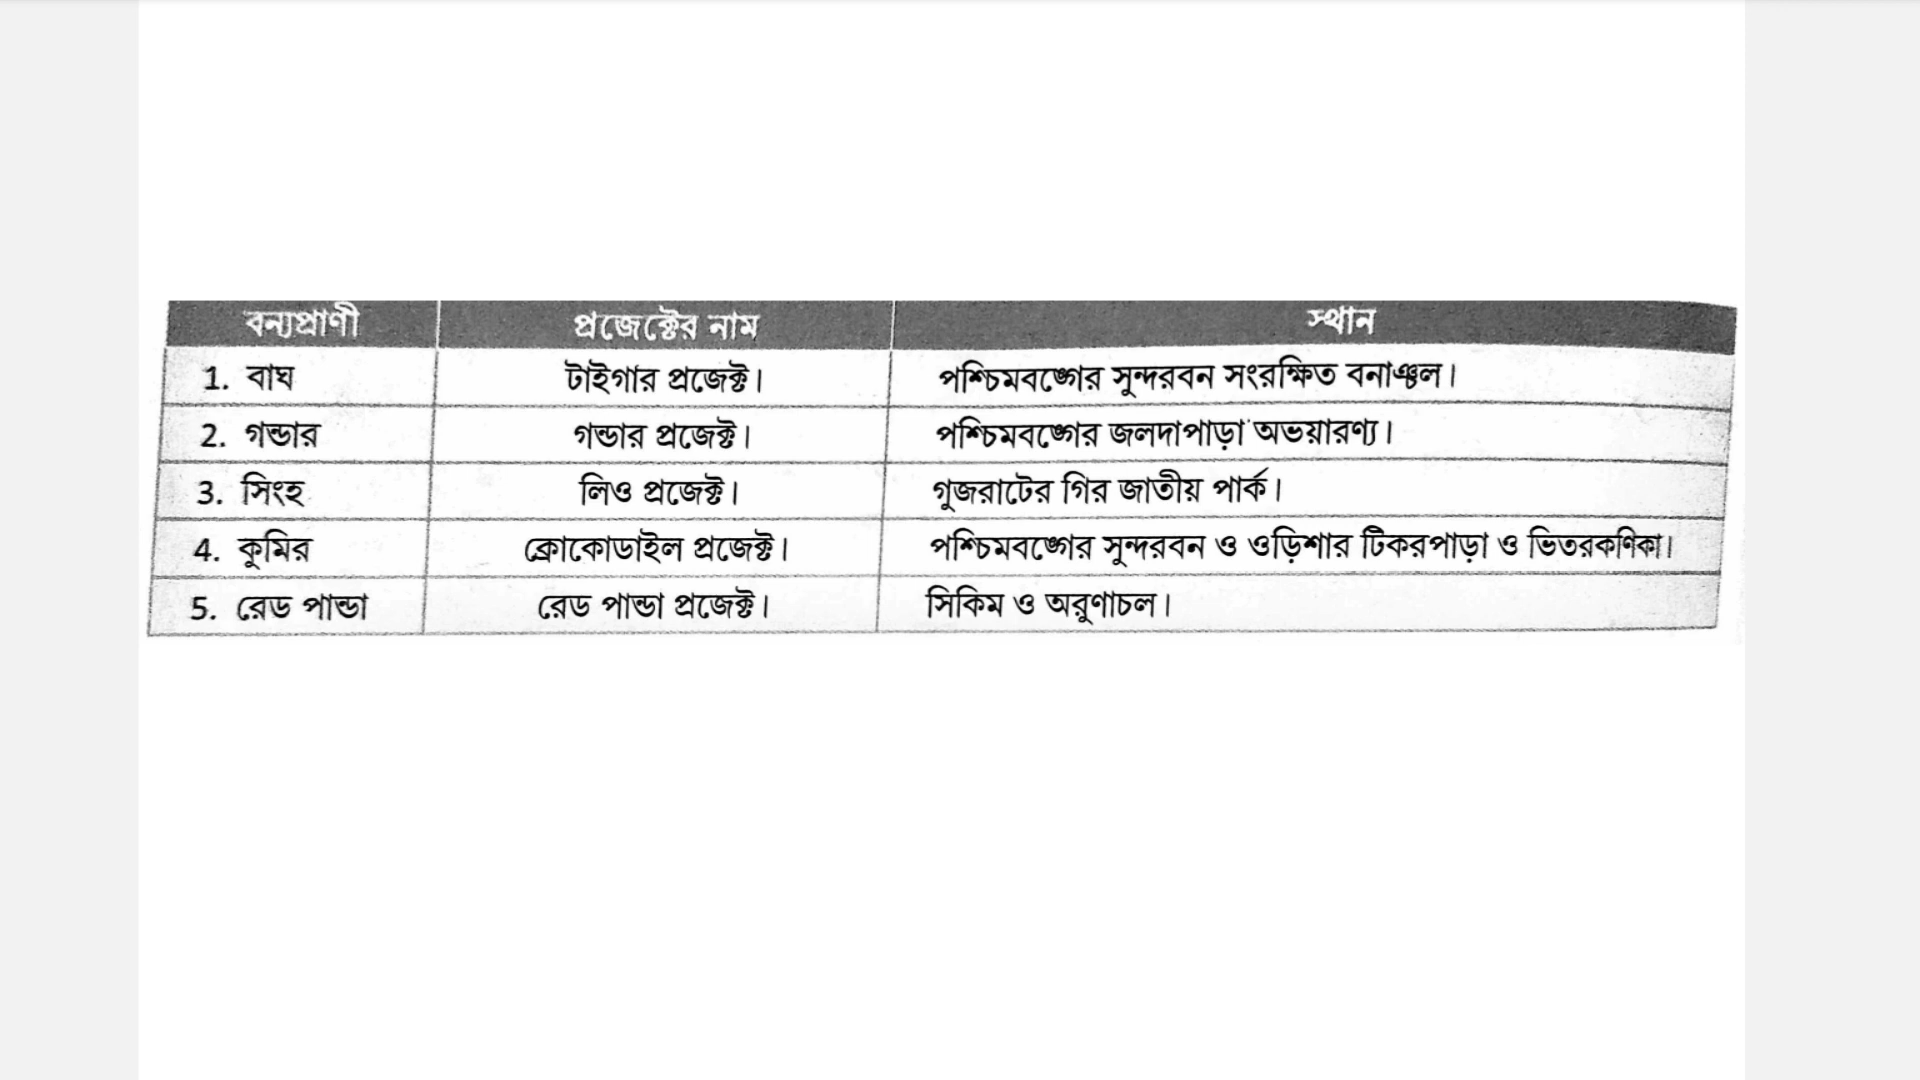 বন্যপ্রাণী প্রজেক্টের নাম স্থান
1. বাঘ টাইগার প্রজেক্ট। পশ্চিমবঙ্গের সুন্দরবন সংরক্ষিত বনাঞ্চল।
2. গন্ডার গন্ডার প্রজেক্ট। পশ্চিমবঙ্গের জলদাপাড়া অভয়ারণ্য।
3. সিংহ লিও প্রজেক্ট। গুজরাটের গির জাতীয় পার্ক।
4. কুমির ক্রোকোডাইল প্রজেক্ট। পশ্চিমবঙ্গের সুন্দরবন ও ওড়িশার টিকরপাড়া ও ভিতরকণিকা।
5. রেড পান্ডা রেড পান্ডা প্রজেক্ট। সিকিম ও অরুণাচল।